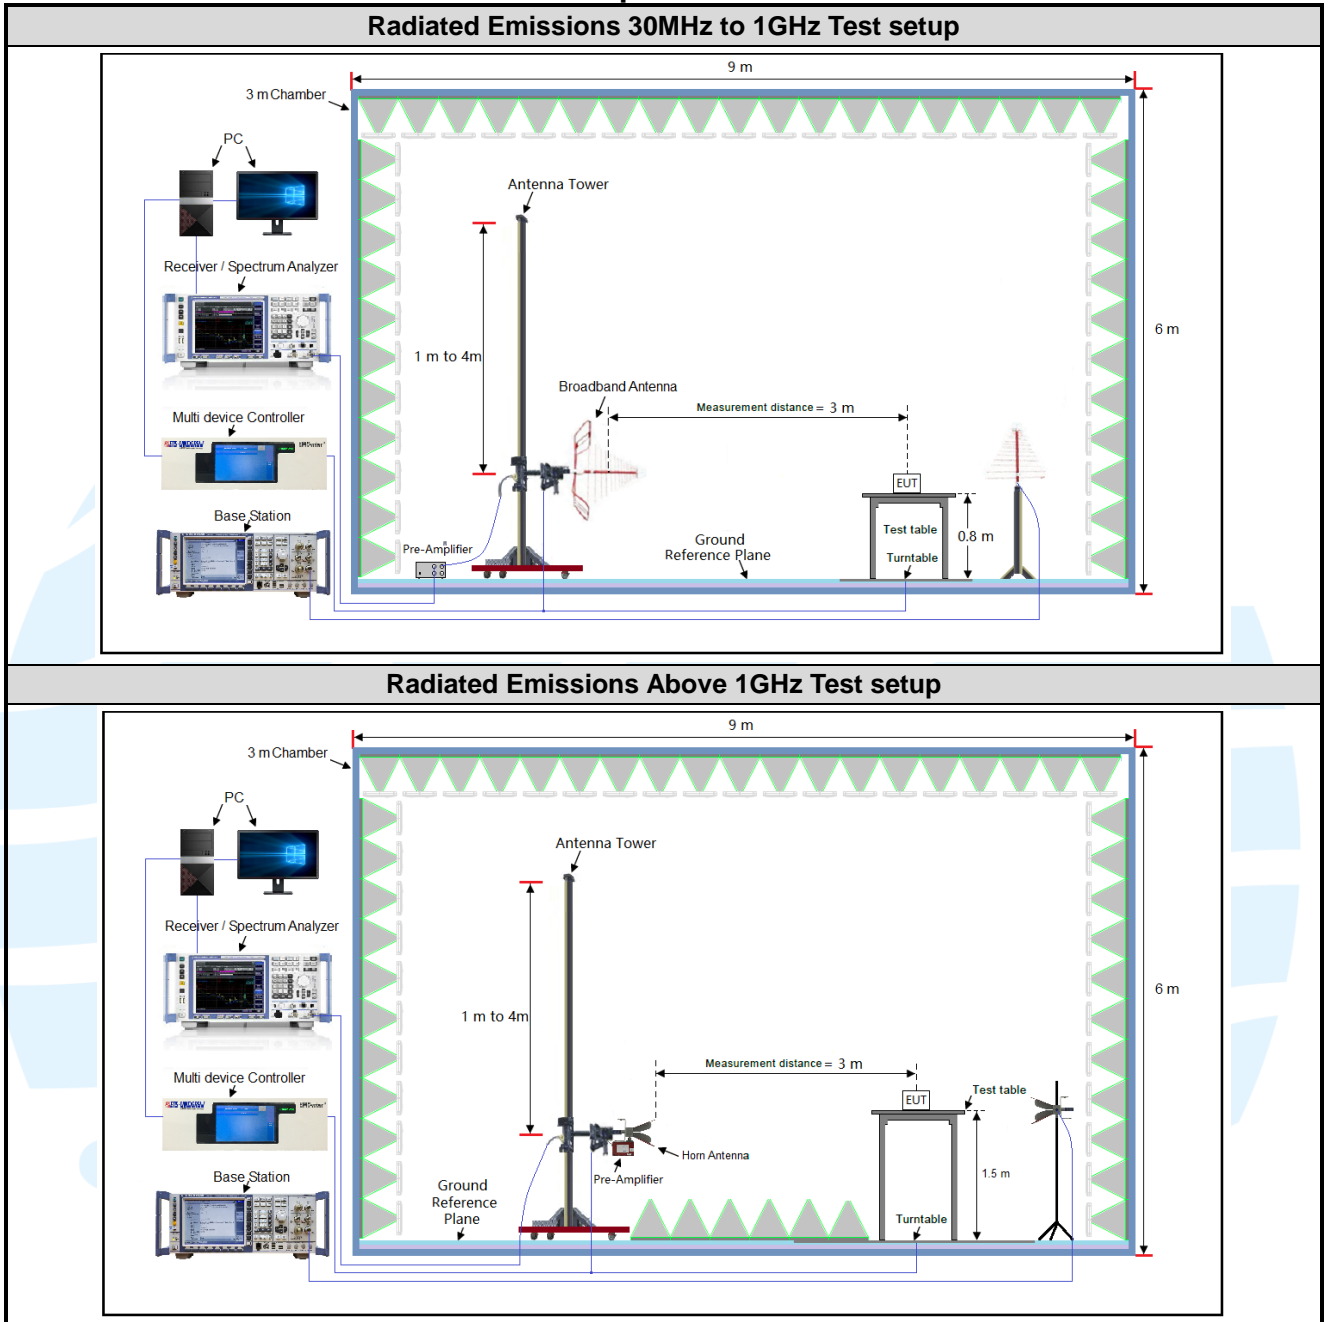 Radiated Emissions 30MHz to 1GHz Test setup
9 m
3 m Chamber
PC
Antenna Tower
Receiver / Spectrum Analyzer
6 m
1 m to 4m
Broadband Antenna
Measurement distance = 3 m
Multi device Controller
EUT
Base Station
Test table
0.8 m
Ground
Reference Plane
Pre-Amplifier
Turntable
Radiated Emissions Above 1GHz Test setup
9 m
3 m Chamber
PC
Antenna Tower
Receiver / Spectrum Analyzer
6 m
1 m to 4m
Measurement distance = 3 m
Multi device Controller
EUT
Test table
Horn Antenna
Pre-Amplifier
1.5 m
Base Station
Ground
Reference
Plane
Turntable